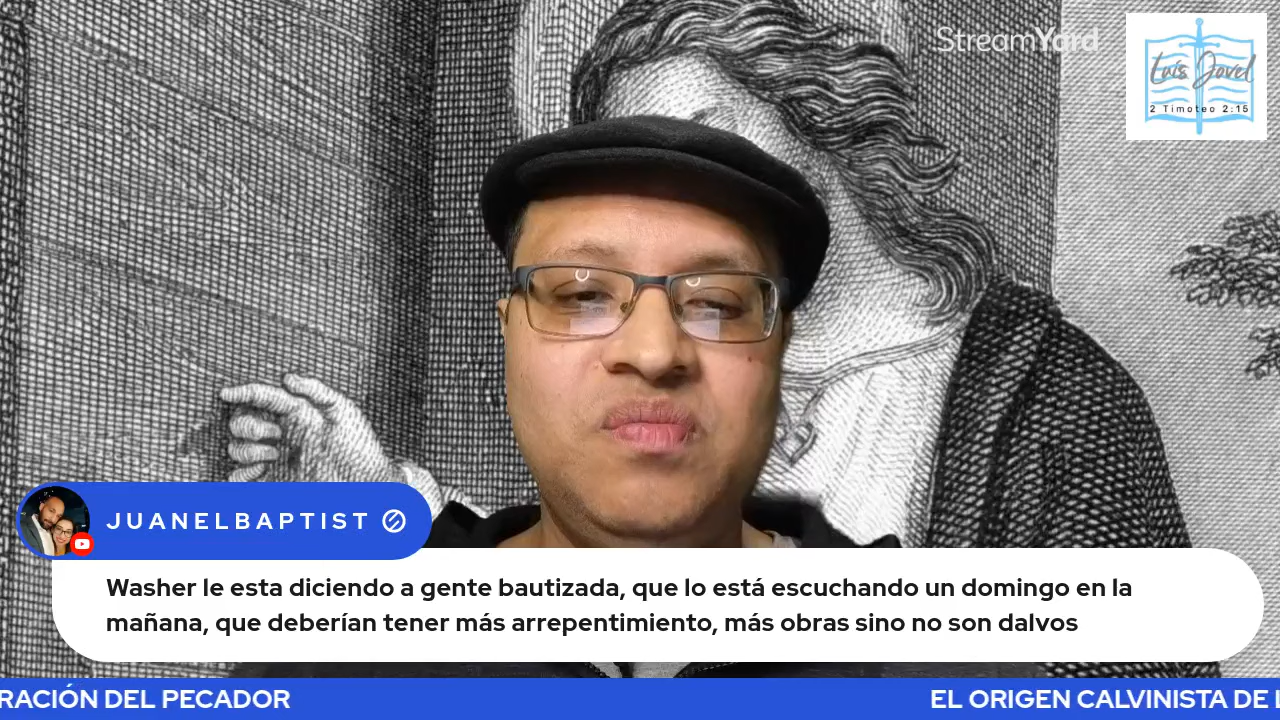 StreamYard
Luis Jovel
2 Timoteo 2:15
JUANELBAPTIST
Washer le esta diciendo a gente bautizada, que lo está escuchando un domingo en la
mañana, que deberían tener más arrepentimiento, más obras sino no son dalvos
RACIÓN DEL PECADOR
EL ORIGEN CALVINISTA DE L